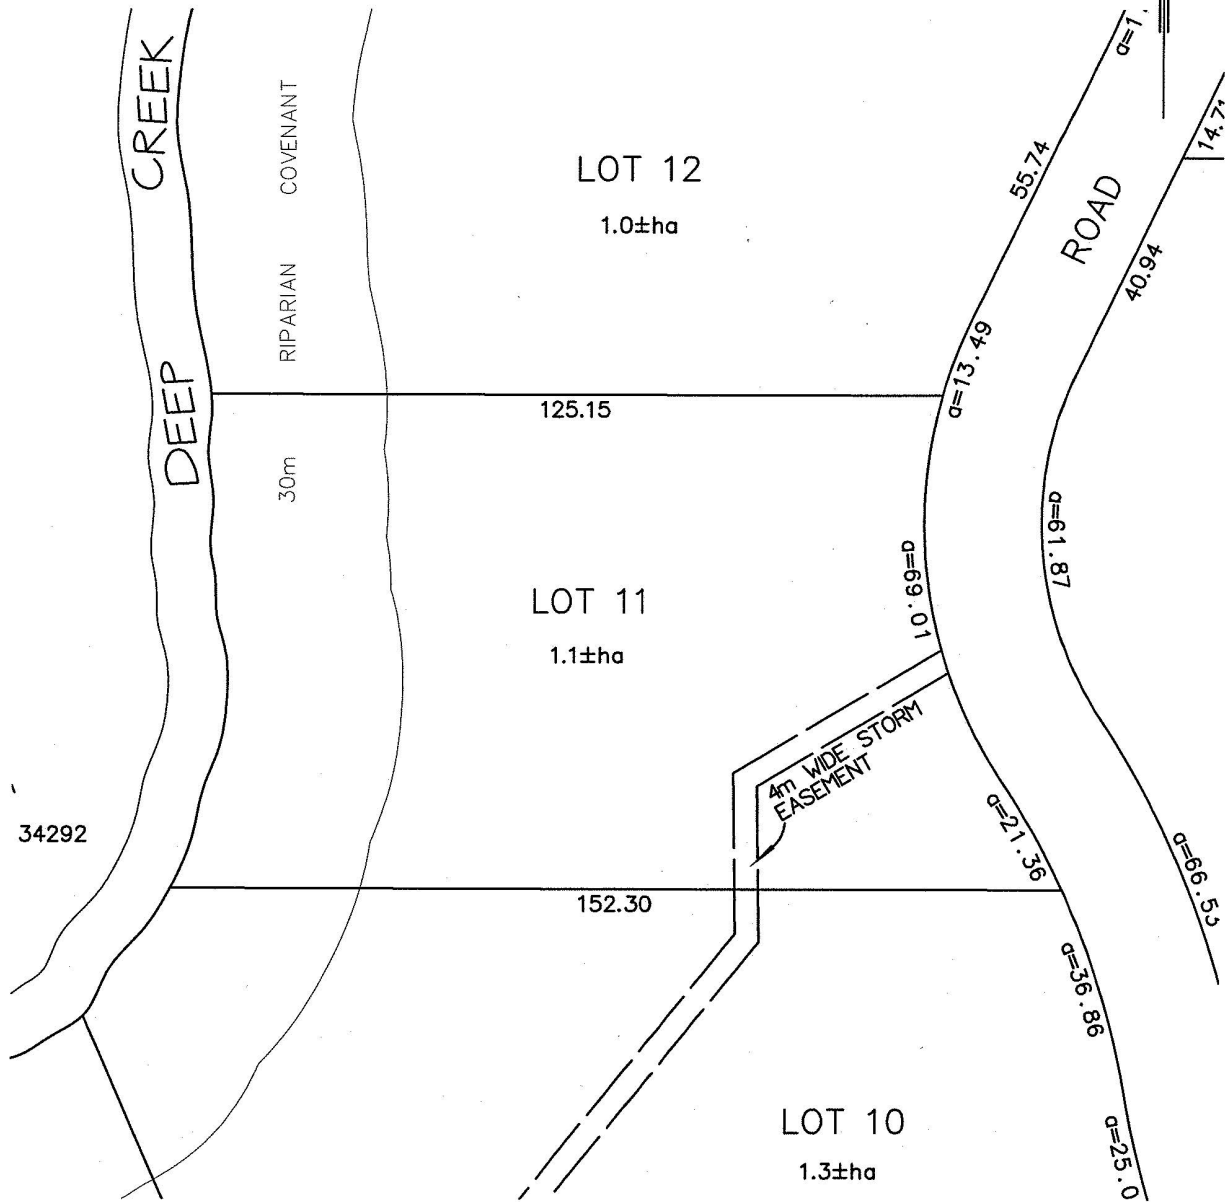 DEEP CREEK
30m RIPARIAN COVENANT
LOT 12
1.0±ha
55.74
ROAD
40.94
a=13.49
125.15
a=61.87
a=69.01
LOT 11
1.1±ha
4m WIDE STORM
EASEMENT
34292
a=21.36
152.30
a=36.86
LOT 10
1.3±ha
a=25.0